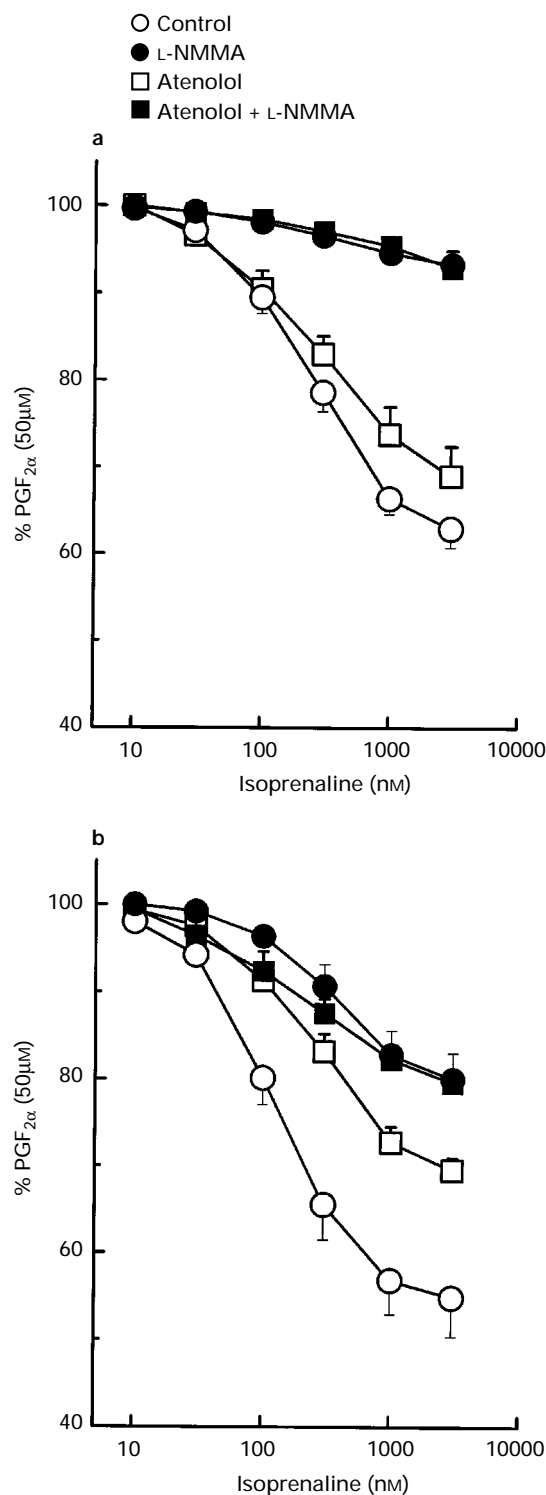 Control
L-NMMA
Atenolol
Atenolol + L-NMMA
a
100
80
60
40
% PGF2α (50μM)
10 100 1000 10000
Isoprenaline (nM)
b
100
80
60
40
% PGF2α (50μM)
10 100 1000 10000
Isoprenaline (nM)